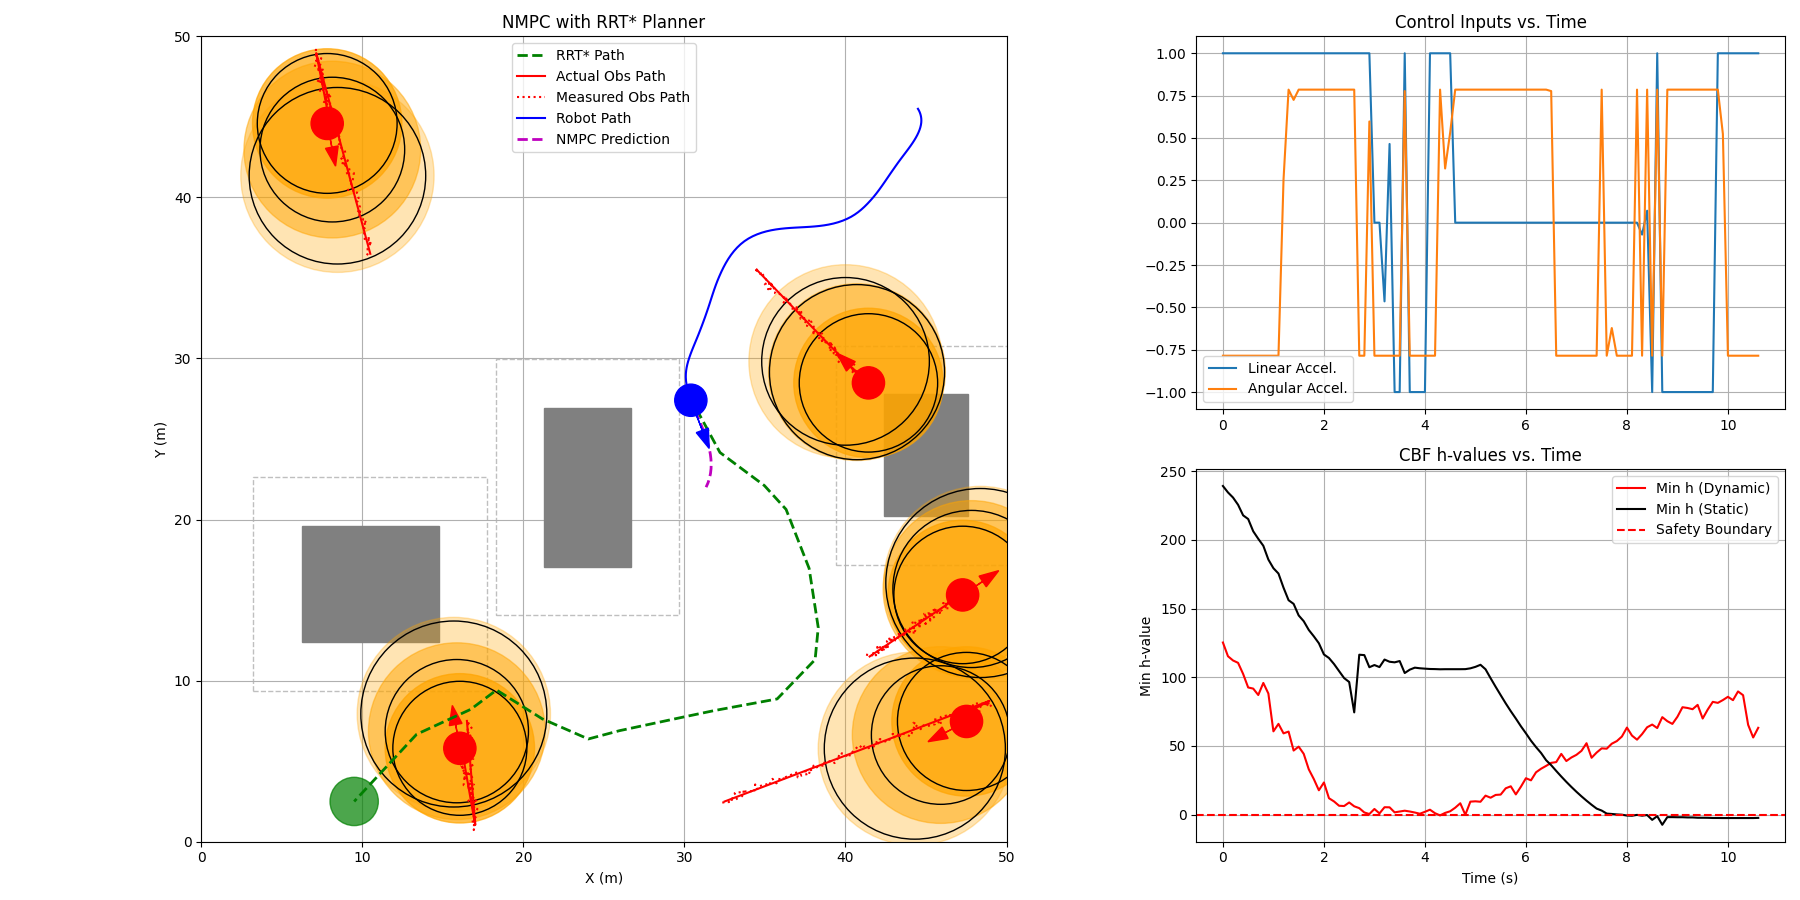 NMPC with RRT* Planner
50
40
30
20
10
0
Y (m)
0 10 20 30 40 50
X (m)
RRT* Path
Actual Obs Path
Measured Obs Path
Robot Path
NMPC Prediction
Control Inputs vs. Time
1.00
0.75
0.50
0.25
0.00
−0.25
−0.50
−0.75
−1.00
Linear Accel.
Angular Accel.
0 2 4 6 8 10
CBF h-values vs. Time
250
200
150
100
50
0
Min h-value
Min h (Dynamic)
Min h (Static)
Safety Boundary
0 2 4 6 8 10
Time (s)